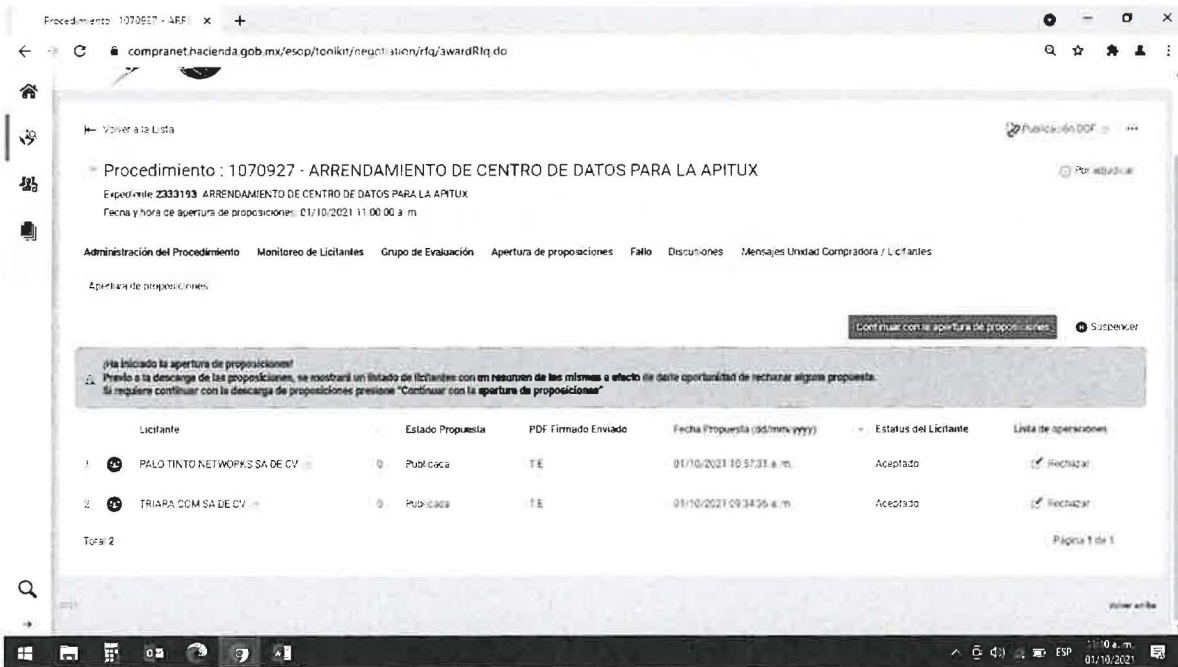 Procedimiento : 1070927 - ARR
compranet.hacienda.gob.mx/esop/toolkit/negotiation/rfq/awardRfq.do
Volver a la Lista
Publicación DOF
Procedimiento : 1070927 - ARRENDAMIENTO DE CENTRO DE DATOS PARA LA APITUX
Por adjudicar
Expediente 2333193 ARRENDAMIENTO DE CENTRO DE DATOS PARA LA APITUX
Fecha y hora de apertura de proposiciones: 01/10/2021 11:00:00 a. m.
Administración del Procedimiento Monitoreo de Licitantes Grupo de Evaluación Apertura de proposiciones Fallo Discusiones Mensajes Unidad Compradora / Licitantes
Apertura de proposiciones
Continuar con la apertura de proposiciones Suspender
¡Ha iniciado la apertura de proposiciones!
Previo a la descarga de las proposiciones, se mostrará un listado de licitantes con un resumen de las mismas a efecto de darle oportunidad de rechazar alguna propuesta.
Si requiere continuar con la descarga de proposiciones presione "Continuar con la apertura de proposiciones"
Licitante Estado Propuesta PDF Firmado Enviado Fecha Propuesta (dd/mm/yyyy) Estatus del Licitante Lista de operaciones
1 PALO TINTO NETWORKS SA DE CV 0 Publicada T E 01/10/2021 10:57:31 a. m. Aceptado Rechazar
2 TRIARA COM SA DE CV 0 Publicada T E 01/10/2021 09:34:56 a. m. Aceptado Rechazar
Total 2
Página 1 de 1
Volver arriba
ESP
11:10 a. m.
01/10/2021